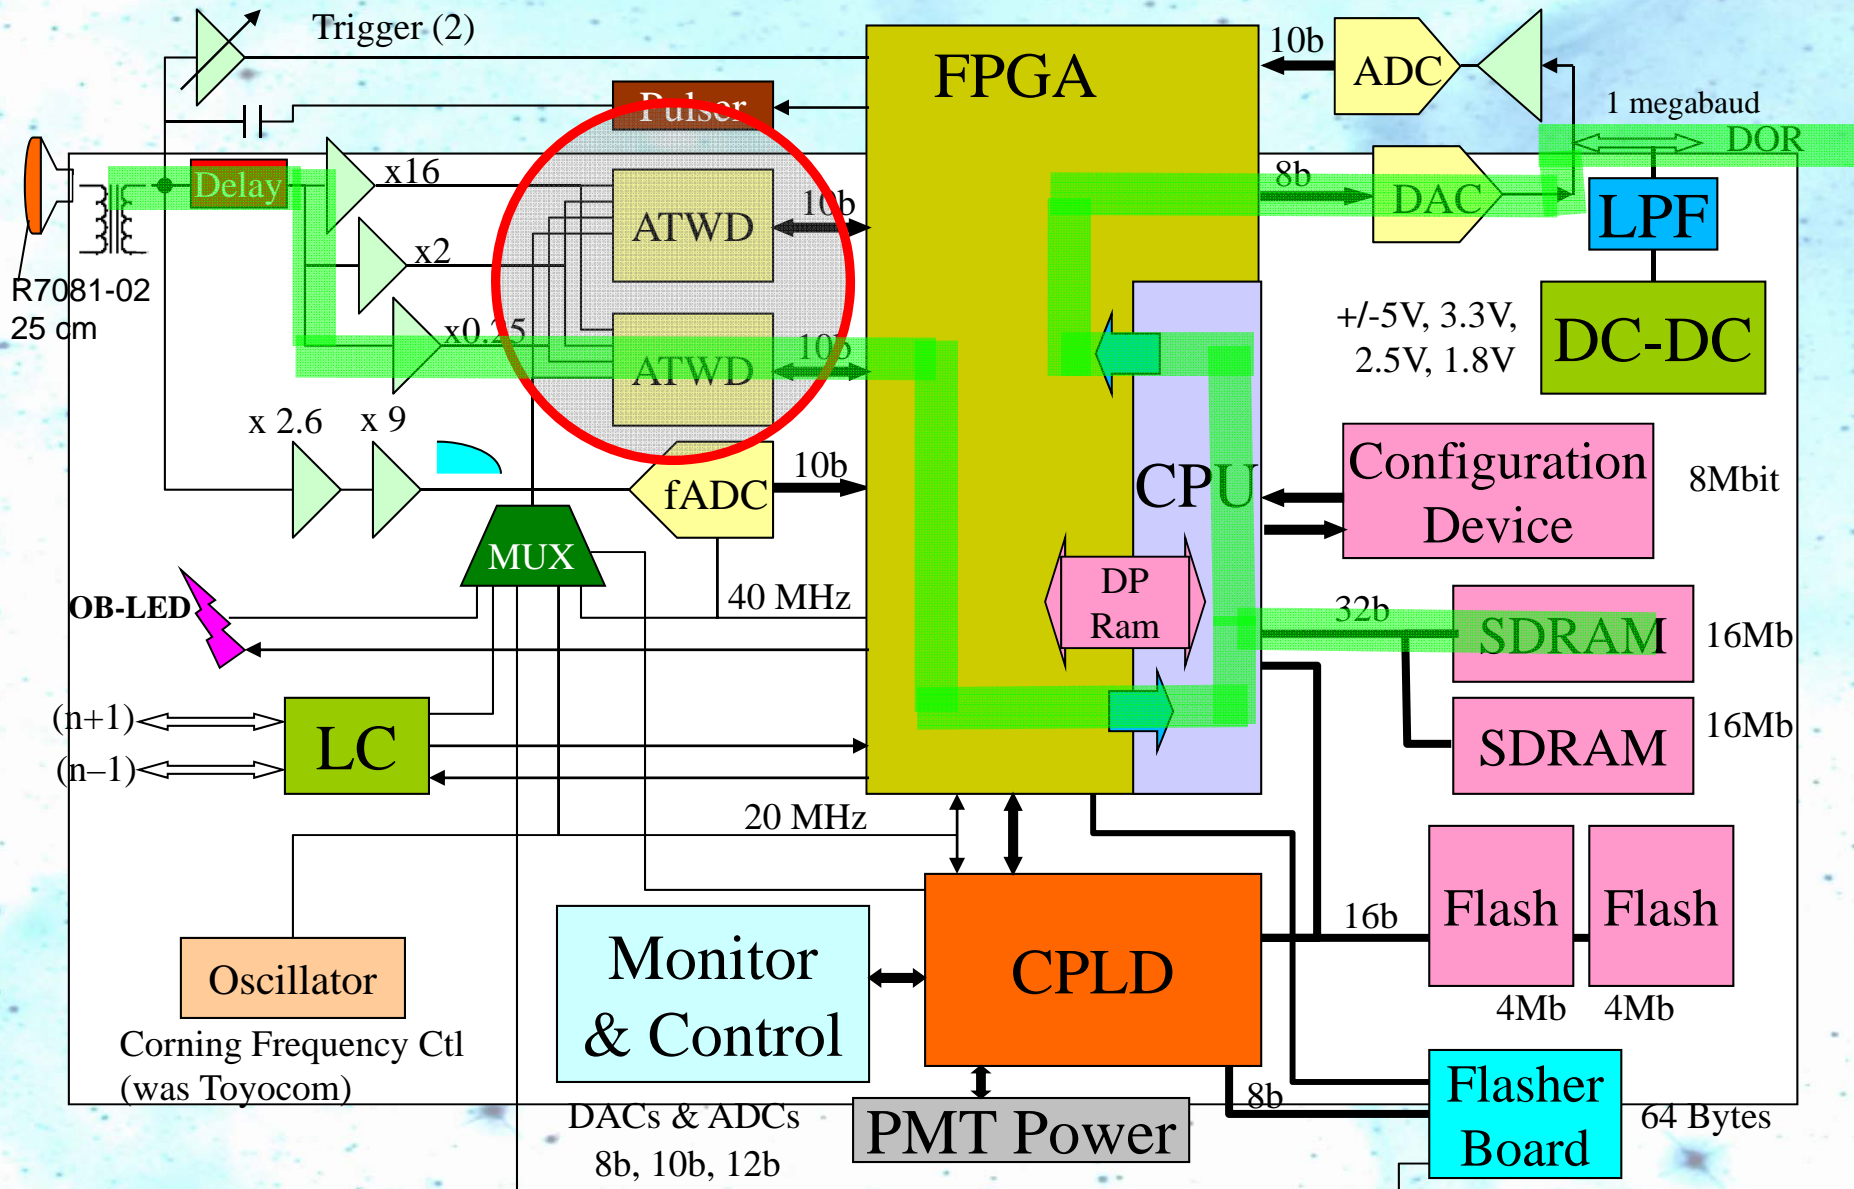 Trigger (2)
FPGA
10b
ADC
1 megabaud
DOR
Pulser
Delay
x16
ATWD
10b
8b
DAC
LPF
x2
R7081-02
25 cm
x0.25
ATWD
10b
+/-5V, 3.3V,
2.5V, 1.8V
DC-DC
x 2.6
x 9
fADC
10b
CPU
Configuration
Device
8Mbit
MUX
40 MHz
DP
Ram
OB-LED
32b
SDRAM
16Mb
(n+1)
(n–1)
LC
SDRAM
16Mb
20 MHz
Oscillator
Corning Frequency Ctl
(was Toyocom)
Monitor
& Control
DACs & ADCs
8b, 10b, 12b
CPLD
16b
Flash
Flash
4Mb
4Mb
PMT Power
8b
Flasher
Board
64 Bytes